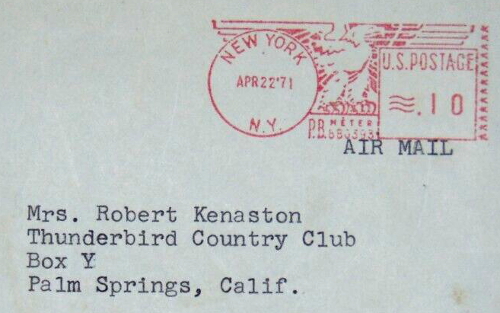 NEW YORK
APR 22'71
N.Y.
U.S. POSTAGE
.10
P.B. METER
AIR MAIL
Mrs. Robert Kenaston
Thunderbird Country Club
Box Y
Palm Springs, Calif.